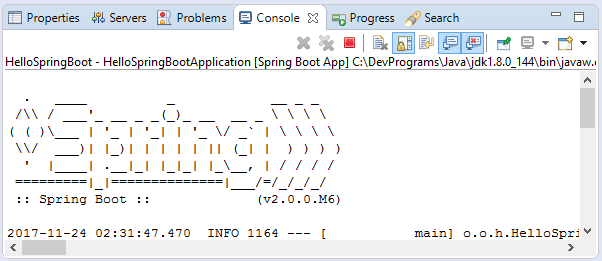 Properties Servers Problems Console Progress Search
HelloSpringBoot - HelloSpringBootApplication [Spring Boot App] C:\DevPrograms\Java\jdk1.8.0_144\bin\javaw.e
  .   ____          _            __ _ _
 /\\ / ___'_ __ _ _(_)_ __  __ _ \ \ \ \
( ( )\___ | '_ | '_| | '_ \/ _` | \ \ \ \
 \\/  ___)| |_)| | | | | || (_| |  ) ) ) )
  '  |____| .__|_| |_|_| |_\__, | / / / /
 =========|_|==============|___/=/_/_/_/
 :: Spring Boot ::             (v2.0.0.M6)
2017-11-24 02:31:47.470  INFO 1164 --- [           main] o.o.h.HelloSpri